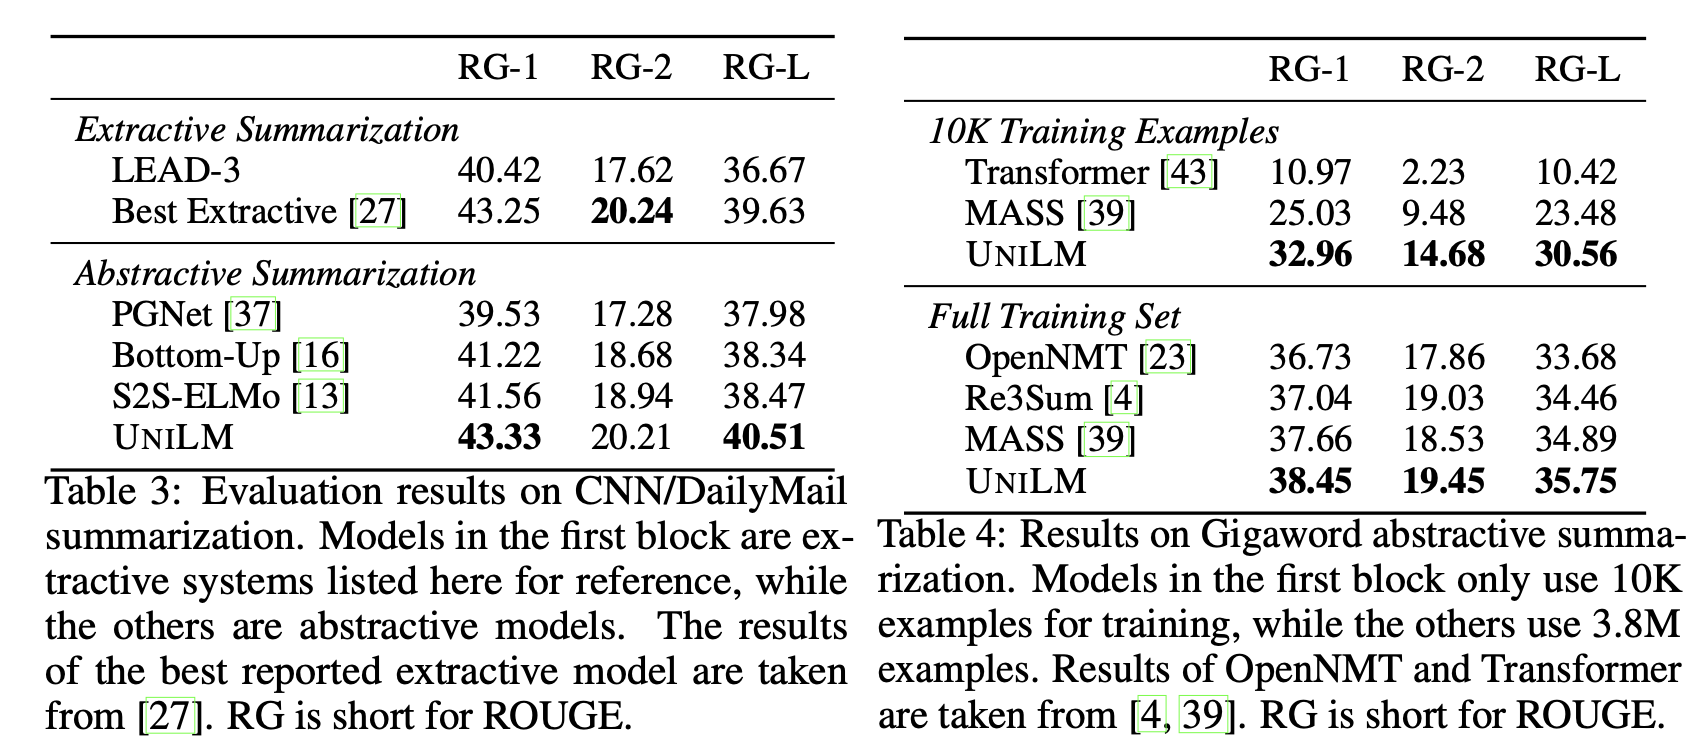 RG-1 RG-2 RG-L
Extractive Summarization
LEAD-3 40.42 17.62 36.67
Best Extractive [27] 43.25 20.24 39.63
Abstractive Summarization
PGNet [37] 39.53 17.28 37.98
Bottom-Up [16] 41.22 18.68 38.34
S2S-ELMo [13] 41.56 18.94 38.47
UNILM 43.33 20.21 40.51
Table 3: Evaluation results on CNN/DailyMail
summarization. Models in the first block are ex-
tractive systems listed here for reference, while
the others are abstractive models. The results
of the best reported extractive model are taken
from [27]. RG is short for ROUGE.
RG-1 RG-2 RG-L
10K Training Examples
Transformer [43] 10.97 2.23 10.42
MASS [39] 25.03 9.48 23.48
UNILM 32.96 14.68 30.56
Full Training Set
OpenNMT [23] 36.73 17.86 33.68
Re3Sum [4] 37.04 19.03 34.46
MASS [39] 37.66 18.53 34.89
UNILM 38.45 19.45 35.75
Table 4: Results on Gigaword abstractive summa-
rization. Models in the first block only use 10K
examples for training, while the others use 3.8M
examples. Results of OpenNMT and Transformer
are taken from [4, 39]. RG is short for ROUGE.